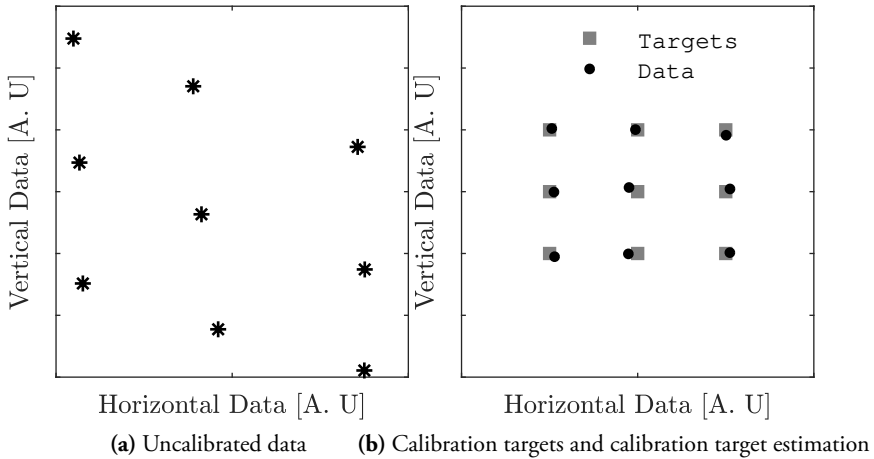 Vertical Data [A. U]
Horizontal Data [A. U]
(a) Uncalibrated data
Vertical Data [A. U]
Targets
Data
Horizontal Data [A. U]
(b) Calibration targets and calibration target estimation